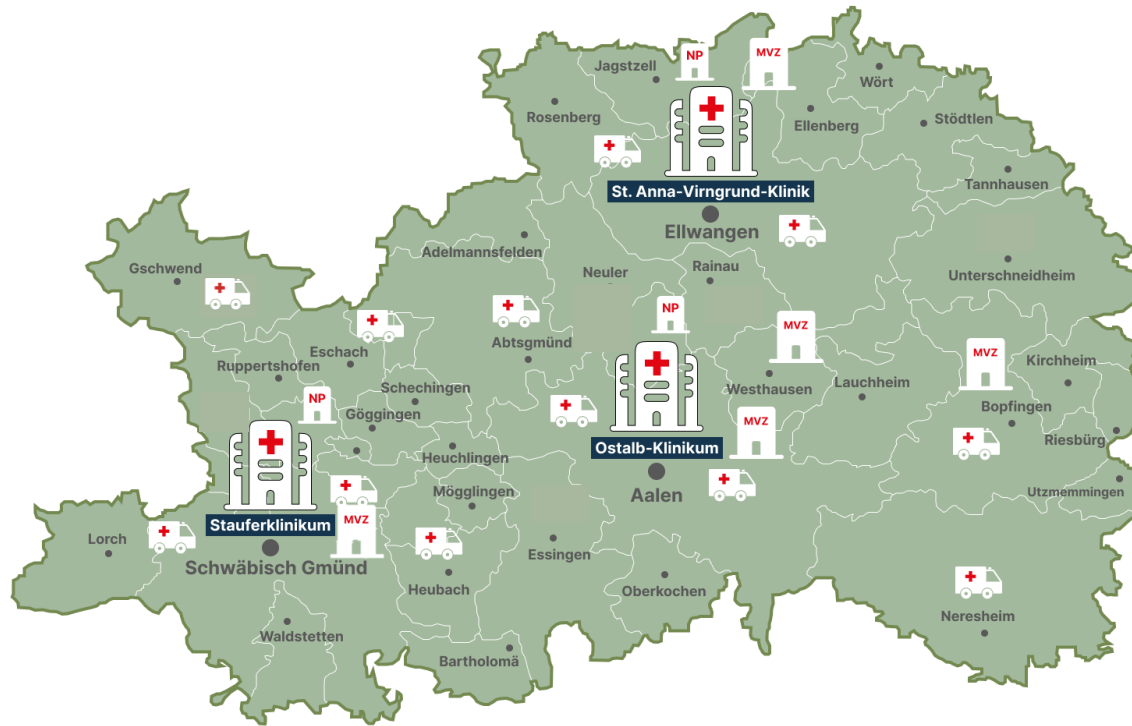 Jagstzell
NP
MVZ
Wört
Rosenberg
Ellenberg
Stödtlen
Tannhausen
St. Anna-Virngrund-Klinik
Ellwangen
Adelmannsfelden
Gschwend
Neuler
Rainau
Unterschneidheim
NP
MVZ
Abtsgmünd
Eschach
Ruppertshofen
MVZ
Kirchheim
Schechingen
Westhausen
Lauchheim
NP
Göggingen
Bopfingen
MVZ
Riesbürg
Ostalb-Klinikum
Heuchlingen
Mögglingen
Aalen
Utzmemmingen
Stauferklinikum
MVZ
Lorch
Schwäbisch Gmünd
Essingen
Heubach
Oberkochen
Neresheim
Waldstetten
Bartholomä